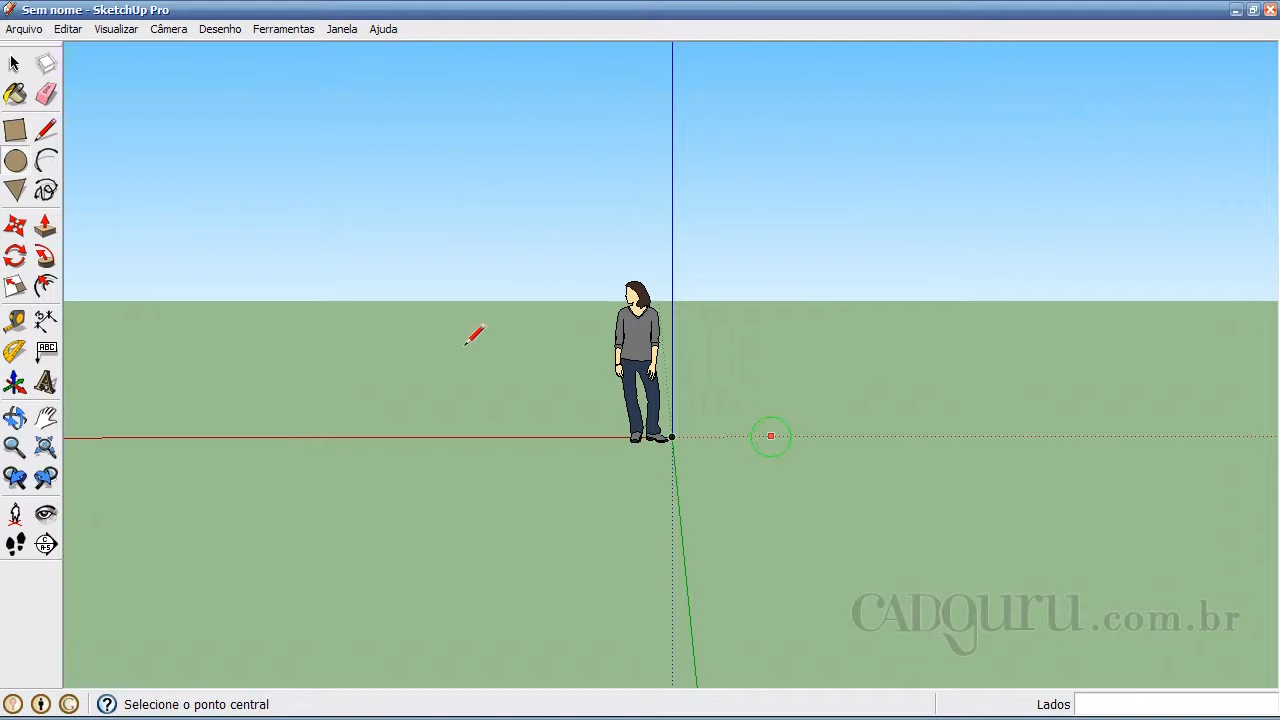 Sem nome - SketchUp Pro
Arquivo Editar Visualizar Câmera Desenho Ferramentas Janela Ajuda
ABC
CADguru.com.br
Selecione o ponto central
Lados